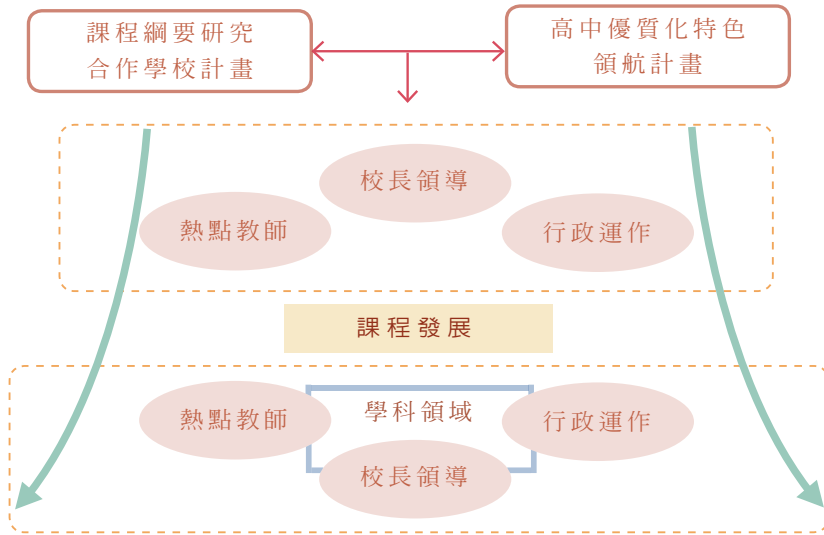 課程綱要研究
合作學校計畫
高中優質化特色
領航計畫
校長領導
熱點教師
行政運作
課程發展
熱點教師
學科領域
行政運作
校長領導